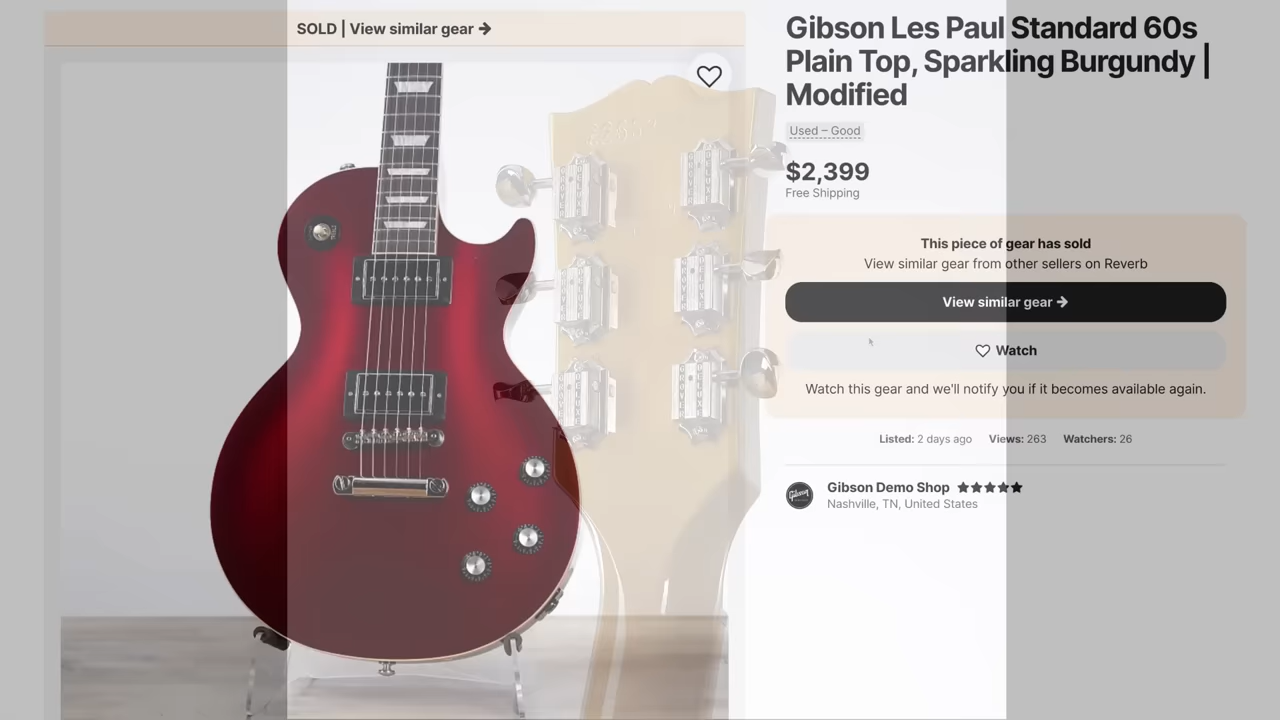 SOLD | View similar gear →
Gibson Les Paul Standard 60s
Plain Top, Sparkling Burgundy |
Modified
Used – Good
$2,399
Free Shipping
This piece of gear has sold
View similar gear from other sellers on Reverb
View similar gear →
Watch
Watch this gear and we'll notify you if it becomes available again.
Listed: 2 days ago Views: 263 Watchers: 26
Gibson
Gibson Demo Shop ★★★★★
Nashville, TN, United States